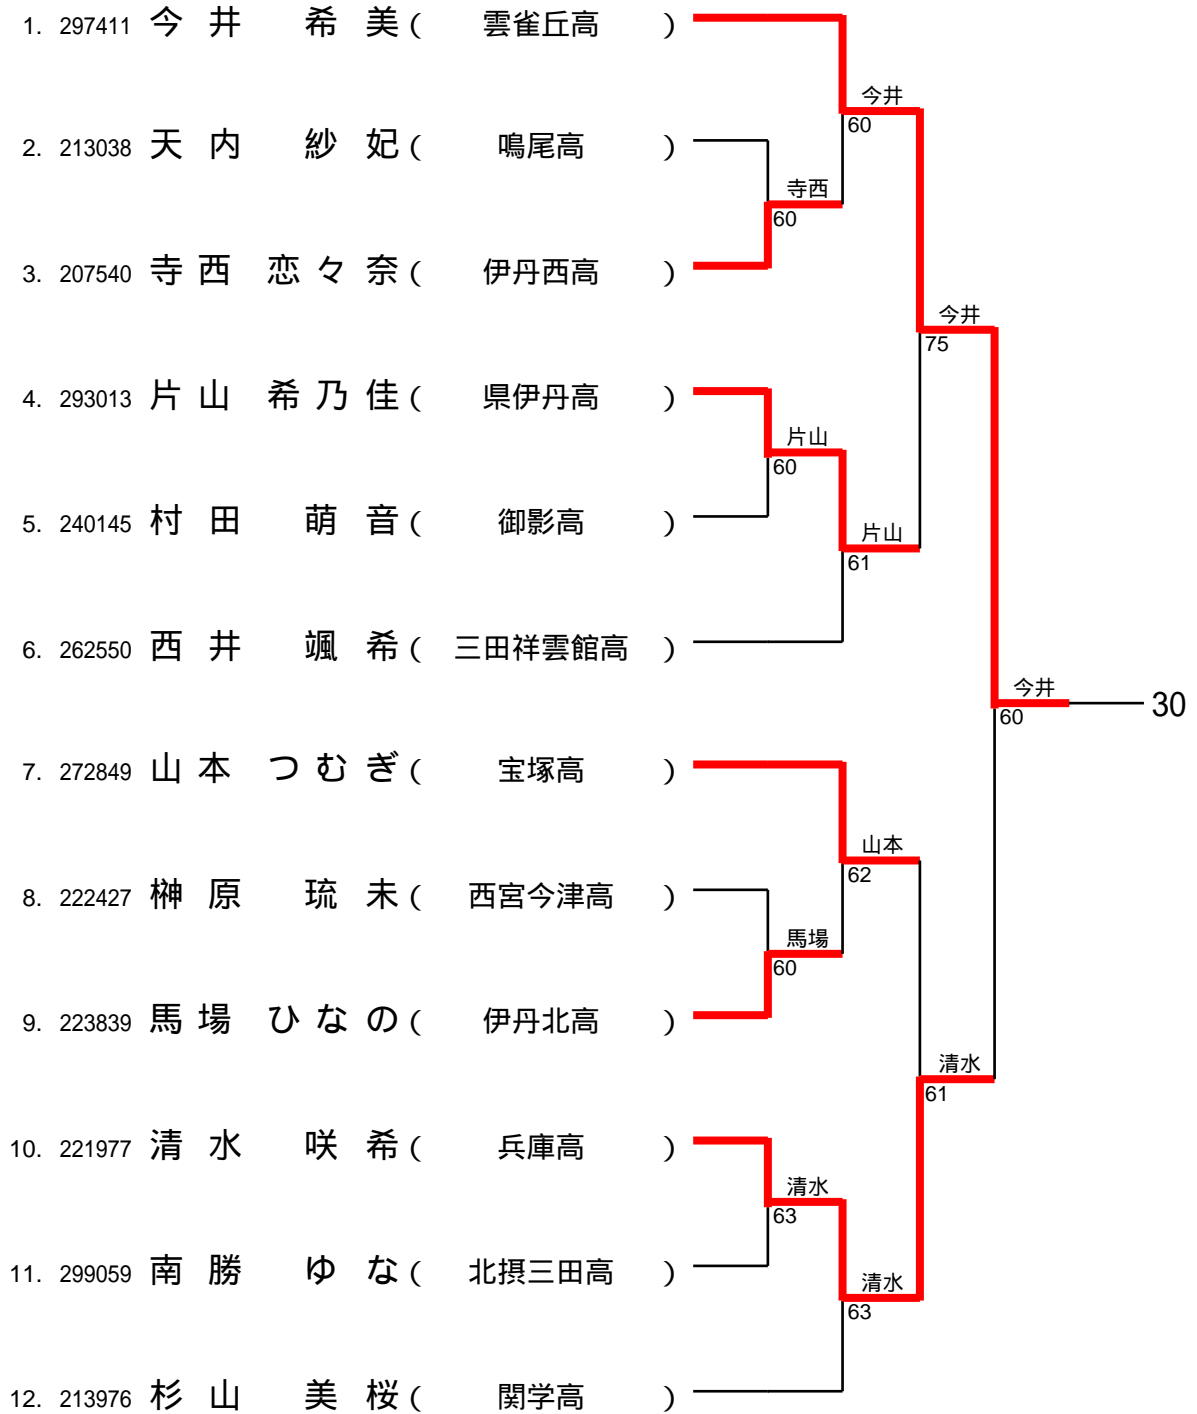 1. 297411 今井 希美 ( 雲雀丘高 )
今井
60
2. 213038 天内 紗妃 ( 鳴尾高 )
寺西
60
3. 207540 寺西 恋々奈 ( 伊丹西高 )
今井
75
4. 293013 片山 希乃佳 ( 県伊丹高 )
片山
60
5. 240145 村田 萌音 ( 御影高 )
片山
61
6. 262550 西井 颯希 ( 三田祥雲館高 )
今井
60
30
7. 272849 山本 つむぎ ( 宝塚高 )
山本
62
8. 222427 榊原 琉未 ( 西宮今津高 )
馬場
60
9. 223839 馬場 ひなの ( 伊丹北高 )
清水
61
10. 221977 清水 咲希 ( 兵庫高 )
清水
63
11. 299059 南勝 ゆな ( 北摂三田高 )
清水
63
12. 213976 杉山 美桜 ( 関学高 )